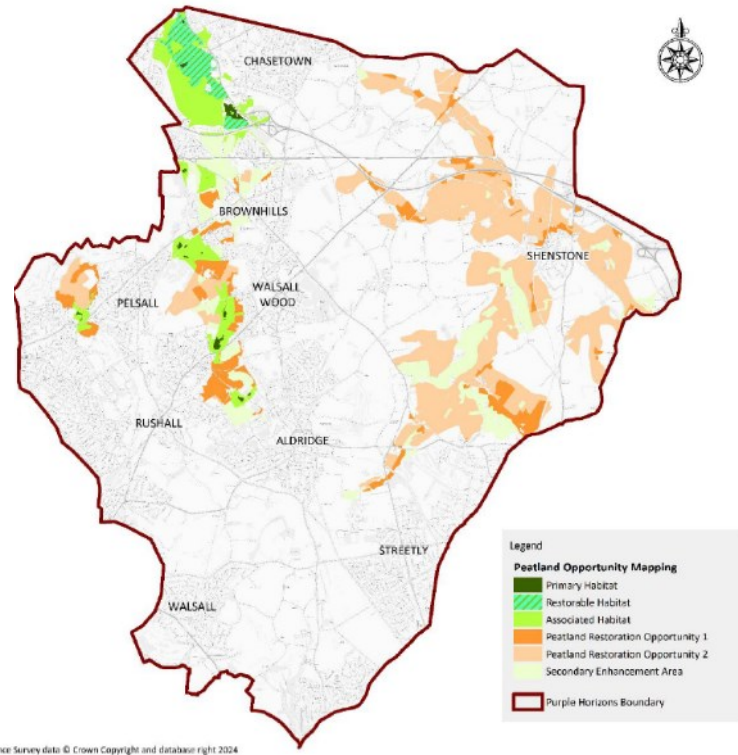 CHASETOWN
BROWNHILLS
SHENSTONE
WALSALL
WOOD
PELSALL
RUSHALL
ALDRIDGE
STREETLY
WALSALL
Legend
Peatland Opportunity Mapping
Primary Habitat
Restorable Habitat
Associated Habitat
Peatland Restoration Opportunity 1
Peatland Restoration Opportunity 2
Secondary Enhancement Area
Purple Horizons Boundary
nce Survey data © Crown Copyright and database right 2024